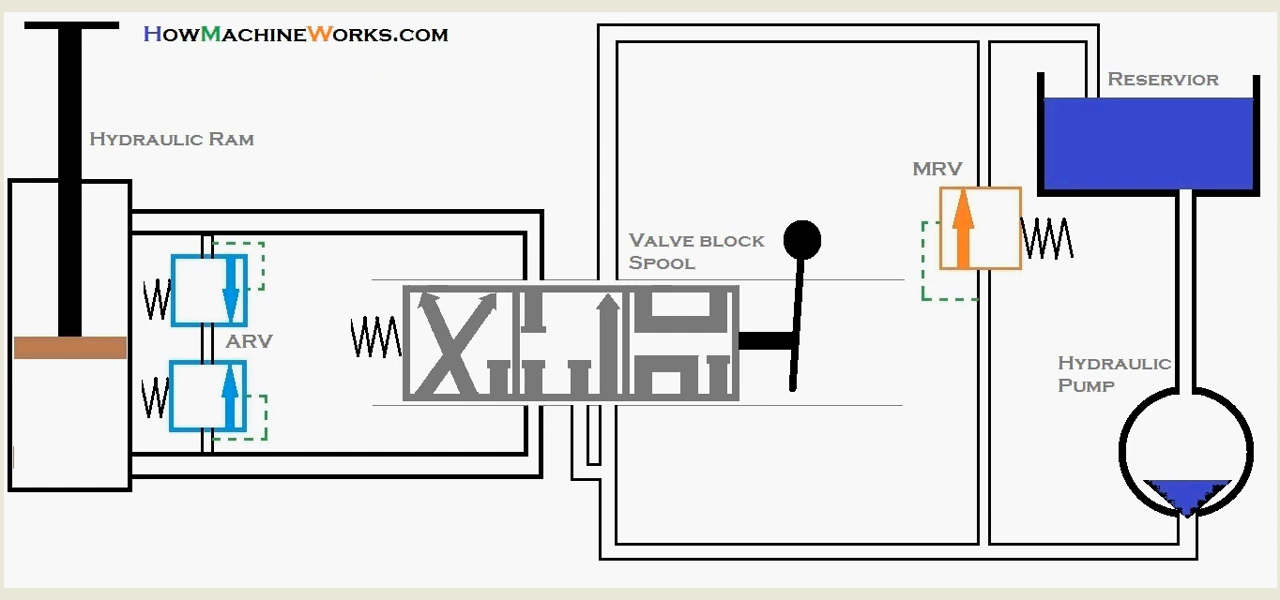 HowMachineWorks.com
Reservior
Hydraulic Ram
MRV
Valve block
Spool
ARV
Hydraulic
Pump